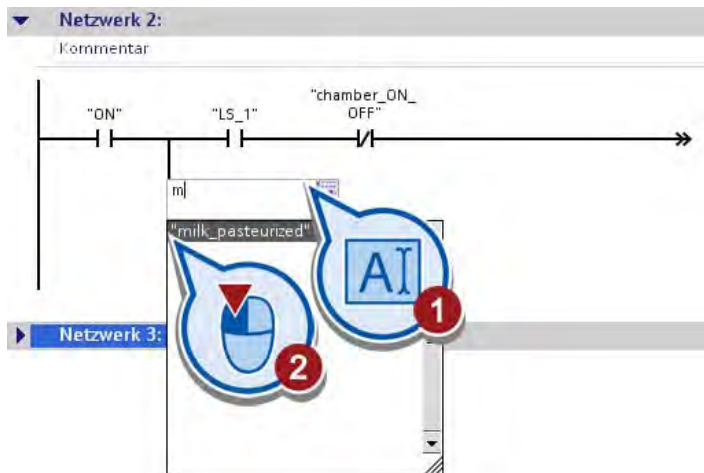 Netzwerk 2:
Kommentar
"chamber_ON_
"ON" "LS_1" OFF"
m
"milk_pasteurized"
A
1
Netzwerk 3:
2